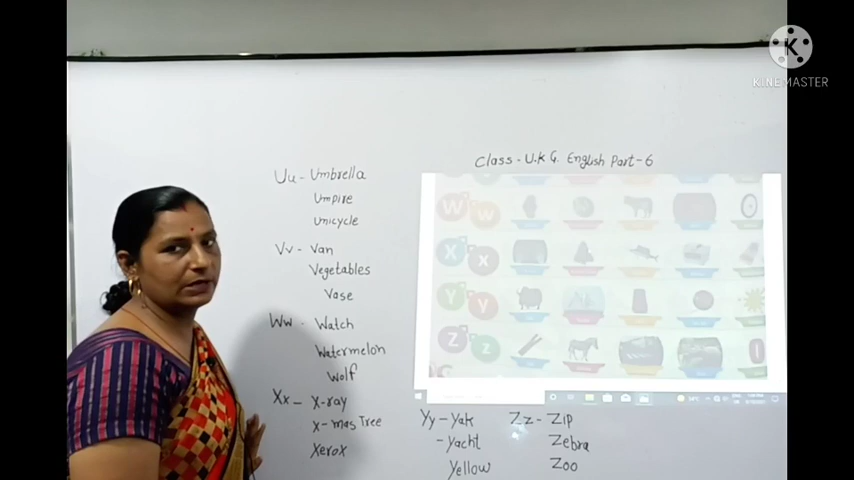 K
KINEMASTER
Class - U.K.G. English Part-6
Uu - Umbrella
Umpire
Unicycle
Vv - Van
Vegetables
Vase
Ww - Watch
Watermelon
Wolf
Xx - X-ray
X-mas Tree
Xerox
W w
X x
Y y
Z z
Yy - Yak
- Yacht
Yellow
Zz - Zip
Zebra
Zoo